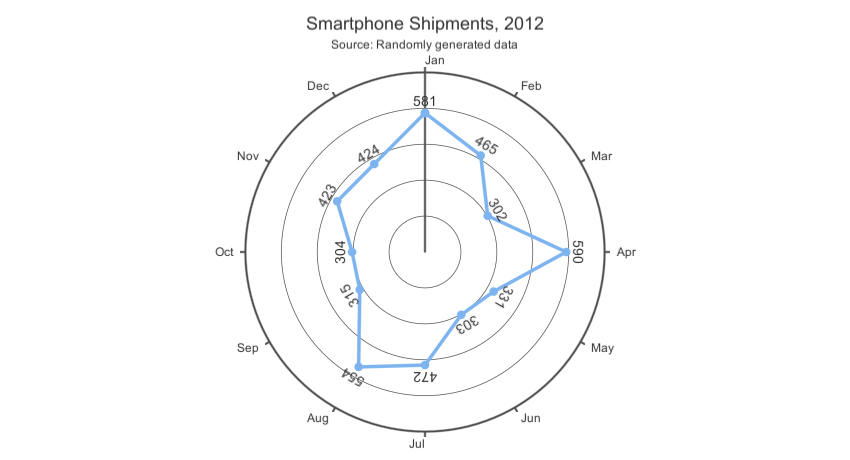 Smartphone Shipments, 2012
Source: Randomly generated data
Jan
Feb
Mar
Apr
May
Jun
Jul
Aug
Sep
Oct
Nov
Dec
581
465
302
590
331
303
472
554
315
304
423
424